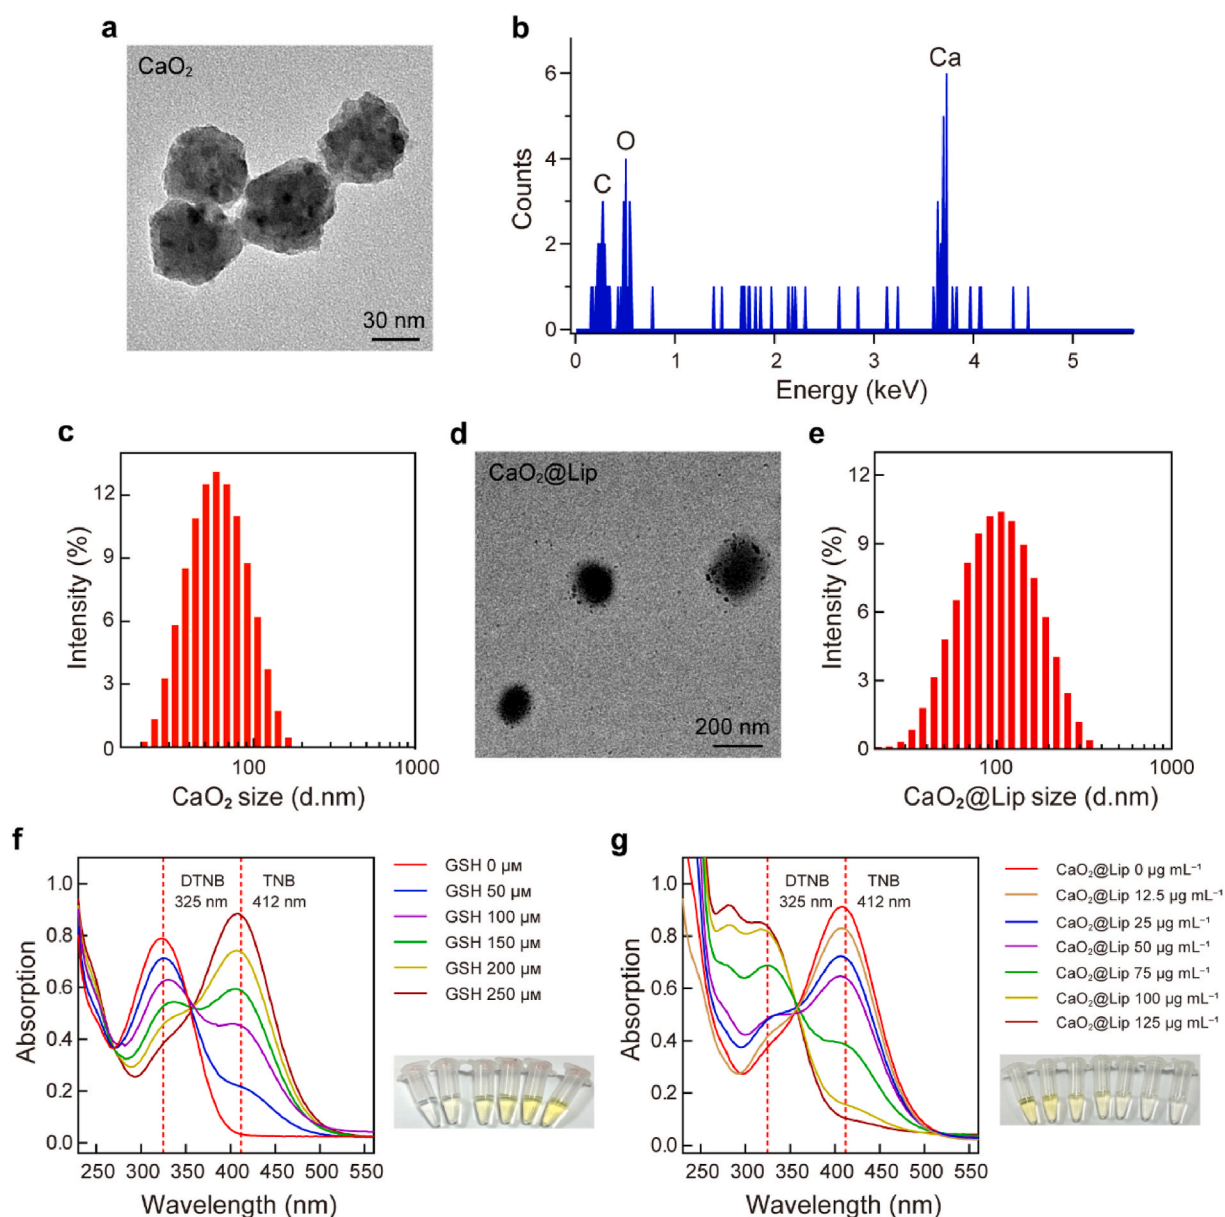 a
CaO₂
30 nm
b
Counts
6
4
2
0
C
O
Ca
0 1 2 3 4 5
Energy (keV)
c
Intensity (%)
12
9
6
3
0
100 1000
CaO₂ size (d.nm)
d
CaO₂@Lip
200 nm
e
Intensity (%)
12
9
6
3
0
100 1000
CaO₂@Lip size (d.nm)
f
Absorption
1.0
0.8
0.6
0.4
0.2
0.0
DTNB TNB
325 nm 412 nm
250 300 350 400 450 500 550
Wavelength (nm)
GSH 0 μM
GSH 50 μM
GSH 100 μM
GSH 150 μM
GSH 200 μM
GSH 250 μM
g
Absorption
1.0
0.8
0.6
0.4
0.2
0.0
DTNB TNB
325 nm 412 nm
250 300 350 400 450 500 550
Wavelength (nm)
CaO₂@Lip 0 μg mL⁻¹
CaO₂@Lip 12.5 μg mL⁻¹
CaO₂@Lip 25 μg mL⁻¹
CaO₂@Lip 50 μg mL⁻¹
CaO₂@Lip 75 μg mL⁻¹
CaO₂@Lip 100 μg mL⁻¹
CaO₂@Lip 125 μg mL⁻¹